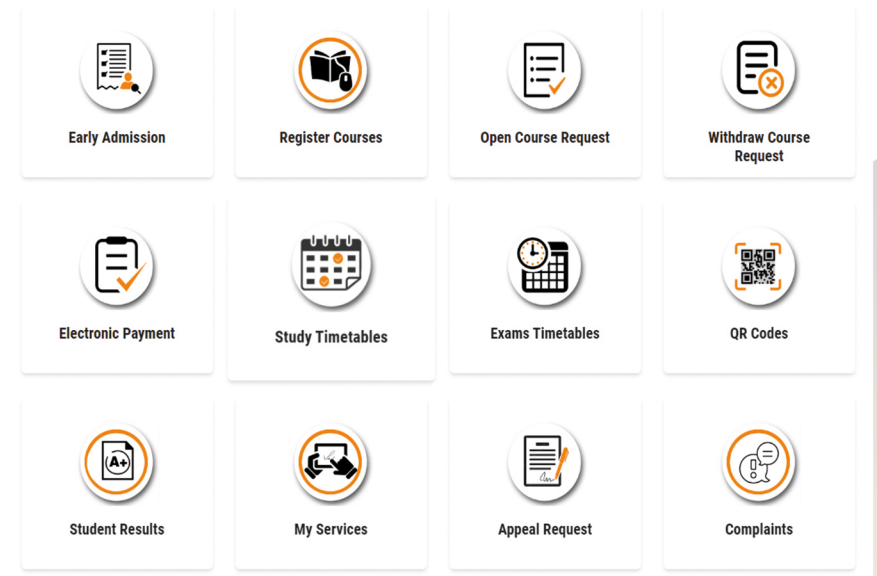 Early Admission
Register Courses
Open Course Request
Withdraw Course
Request
Electronic Payment
Study Timetables
Exams Timetables
QR Codes
A+
Student Results
My Services
Appeal Request
Complaints